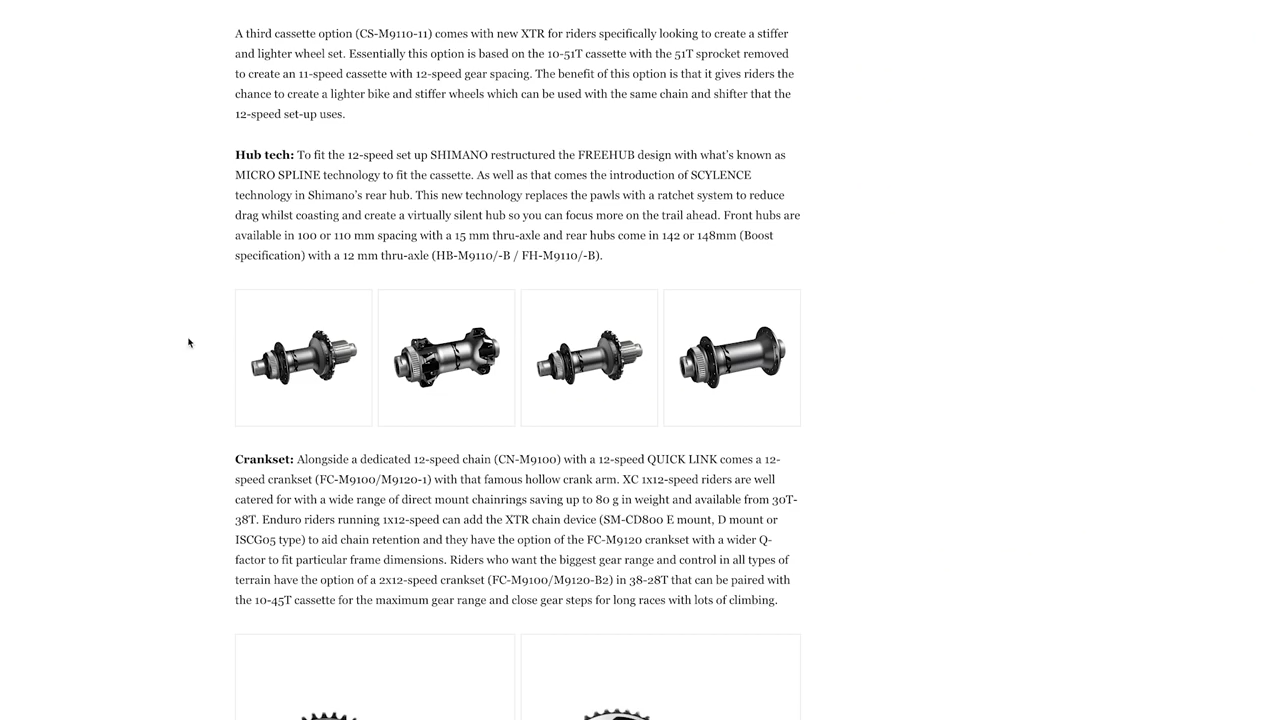 A third cassette option (CS-M9110-11) comes with new XTR for riders specifically looking to create a stiffer
and lighter wheel set. Essentially this option is based on the 10-51T cassette with the 51T sprocket removed
to create an 11-speed cassette with 12-speed gear spacing. The benefit of this option is that it gives riders the
chance to create a lighter bike and stiffer wheels which can be used with the same chain and shifter that the
12-speed set-up uses.
Hub tech: To fit the 12-speed set up SHIMANO restructured the FREEHUB design with what's known as
MICRO SPLINE technology to fit the cassette. As well as that comes the introduction of SCYLENCE
technology in Shimano's rear hub. This new technology replaces the pawls with a ratchet system to reduce
drag whilst coasting and create a virtually silent hub so you can focus more on the trail ahead. Front hubs are
available in 100 or 110 mm spacing with a 15 mm thru-axle and rear hubs come in 142 or 148mm (Boost
specification) with a 12 mm thru-axle (HB-M9110/-B / FH-M9110/-B).
Crankset: Alongside a dedicated 12-speed chain (CN-M9100) with a 12-speed QUICK LINK comes a 12-
speed crankset (FC-M9100/M9120-1) with that famous hollow crank arm. XC 1x12-speed riders are well
catered for with a wide range of direct mount chainrings saving up to 80 g in weight and available from 30T-
38T. Enduro riders running 1x12-speed can add the XTR chain device (SM-CD800 E mount, D mount or
ISCG05 type) to aid chain retention and they have the option of the FC-M9120 crankset with a wider Q-
factor to fit particular frame dimensions. Riders who want the biggest gear range and control in all types of
terrain have the option of a 2x12-speed crankset (FC-M9100/M9120-B2) in 38-28T that can be paired with
the 10-45T cassette for the maximum gear range and close gear steps for long races with lots of climbing.